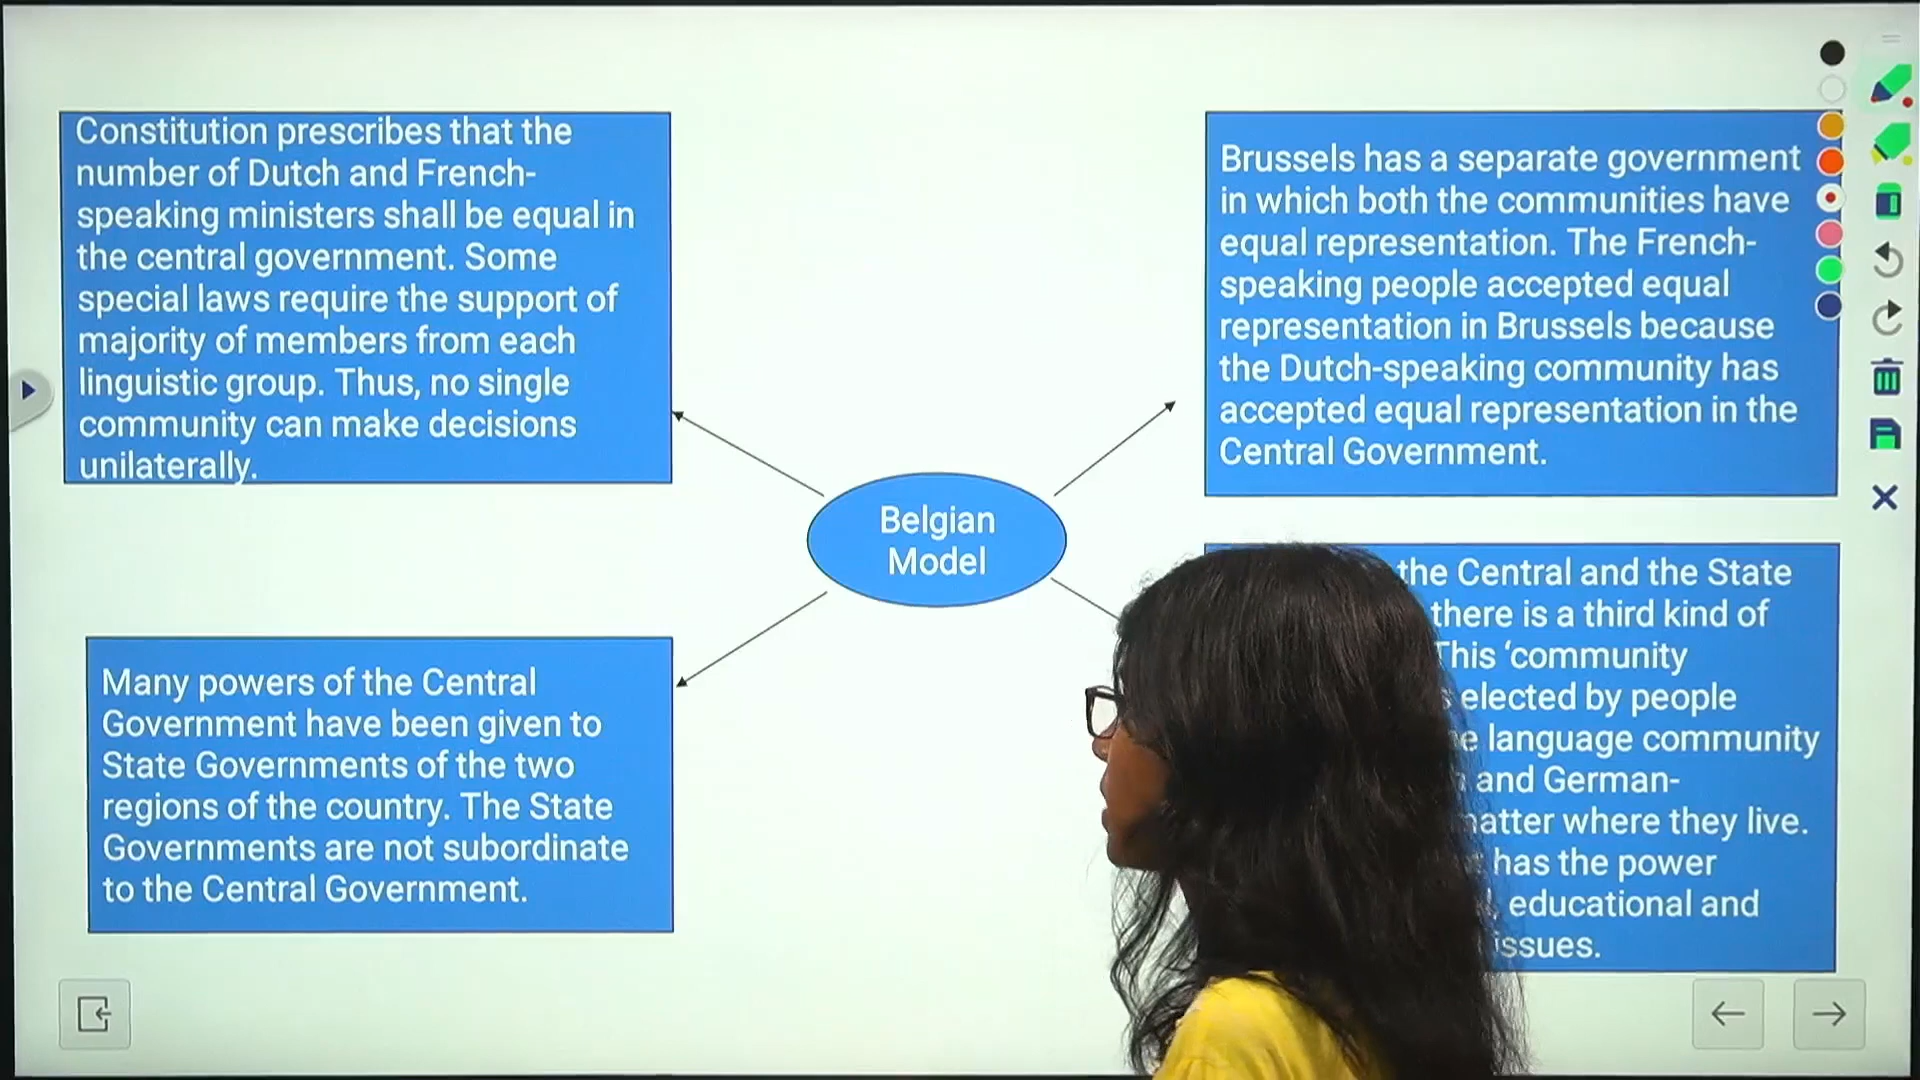 Constitution prescribes that the
number of Dutch and French-
speaking ministers shall be equal in
the central government. Some
special laws require the support of
majority of members from each
linguistic group. Thus, no single
community can make decisions
unilaterally.
Brussels has a separate government
in which both the communities have
equal representation. The French-
speaking people accepted equal
representation in Brussels because
the Dutch-speaking community has
accepted equal representation in the
Central Government.
Belgian
Model
Many powers of the Central
Government have been given to
State Governments of the two
regions of the country. The State
Governments are not subordinate
to the Central Government.
the Central and the State
there is a third kind of
This ‘community
elected by people
language community
and German-
where they live.
has the power
educational and
issues.